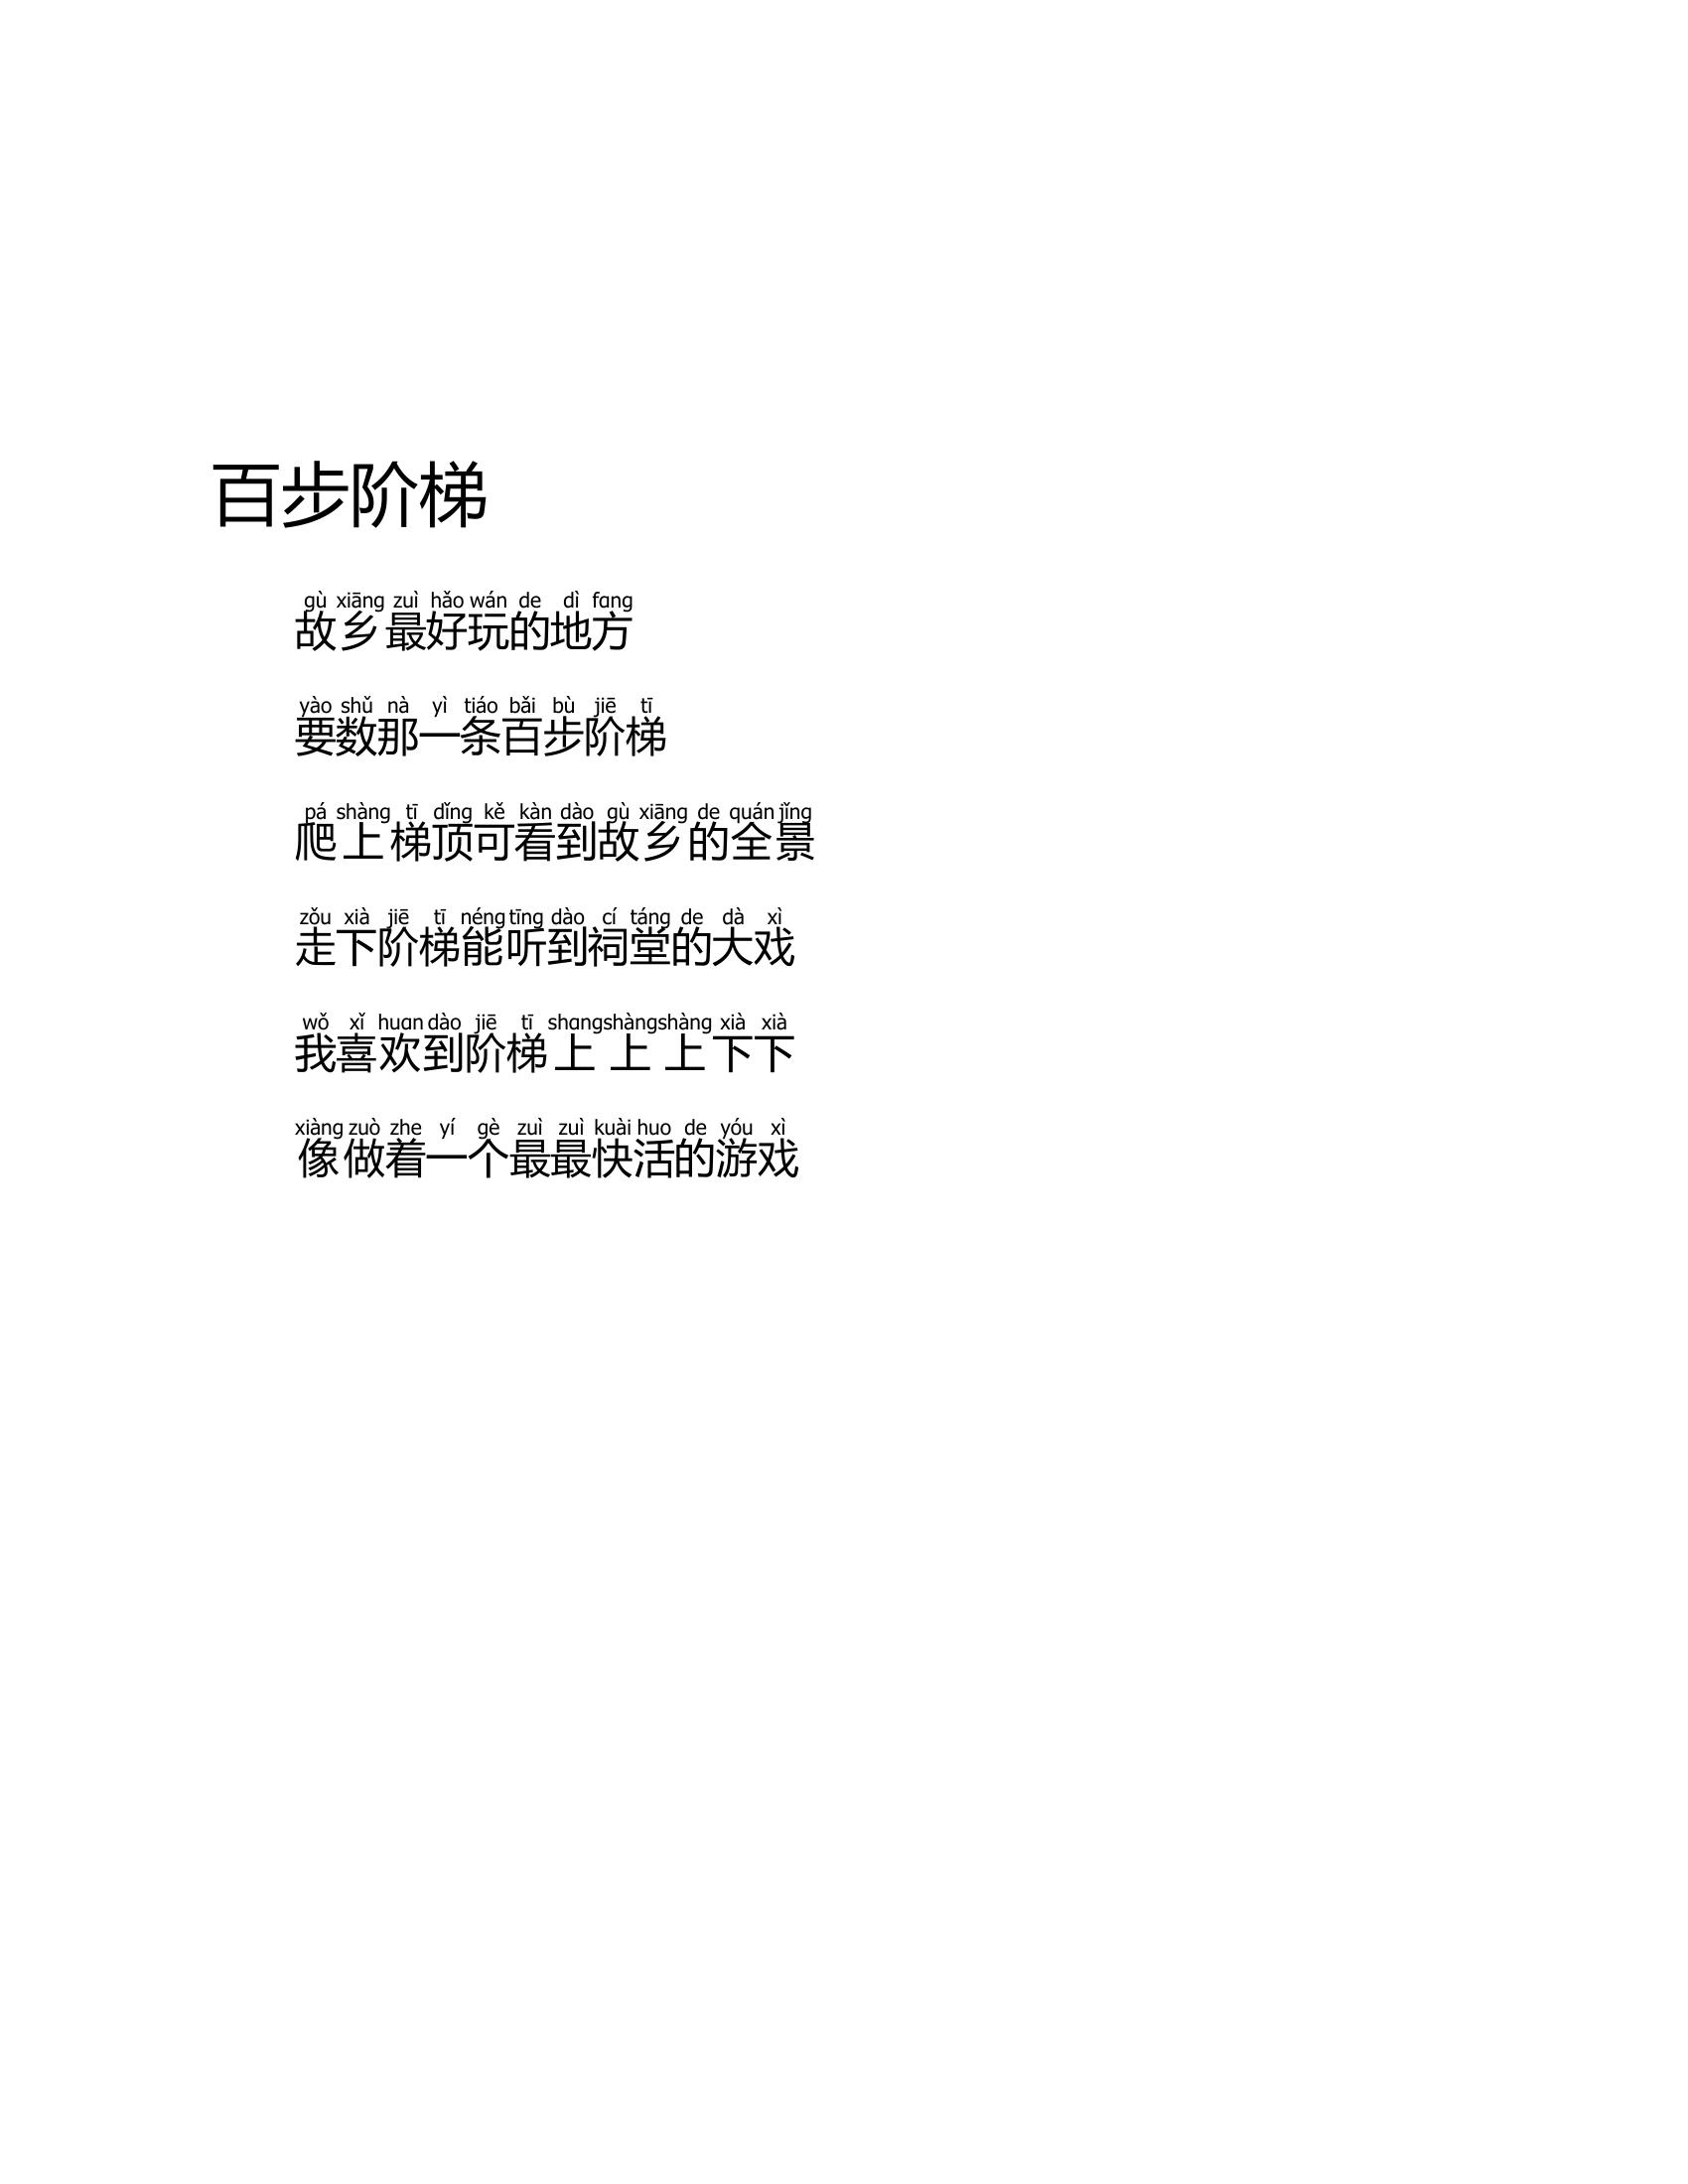 百步阶梯
gù xiāng zuì hǎo wán de dì fɑng
故乡最好玩的地方
yào shǔ nà yì tiáo bǎi bù jiē tī
要数那一条百步阶梯
pá shàng tī dǐng kě kàn dào gù xiāng de quán jǐng
爬上梯顶可看到故乡的全景
zǒu xià jiē tī néng tīng dào cí táng de dà xì
走下阶梯能听到祠堂的大戏
wǒ xǐ huɑn dào jiē tī shɑng shàng shàng xià xià
我喜欢到阶梯上上上下下
xiàng zuò zhe yí gè zuì zuì kuài huo de yóu xì
像做着一个最最快活的游戏